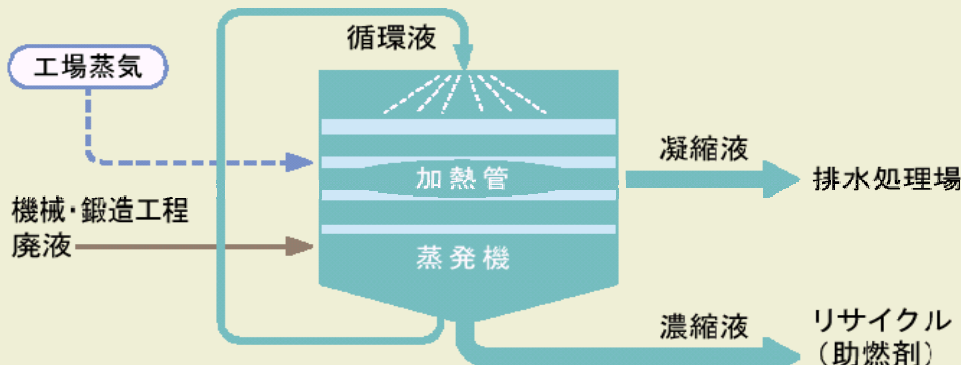 循環液
工場蒸気
凝縮液
加熱管
排水処理場
機械・鍛造工程
廃液
蒸発機
濃縮液
リサイクル
（助燃剤）